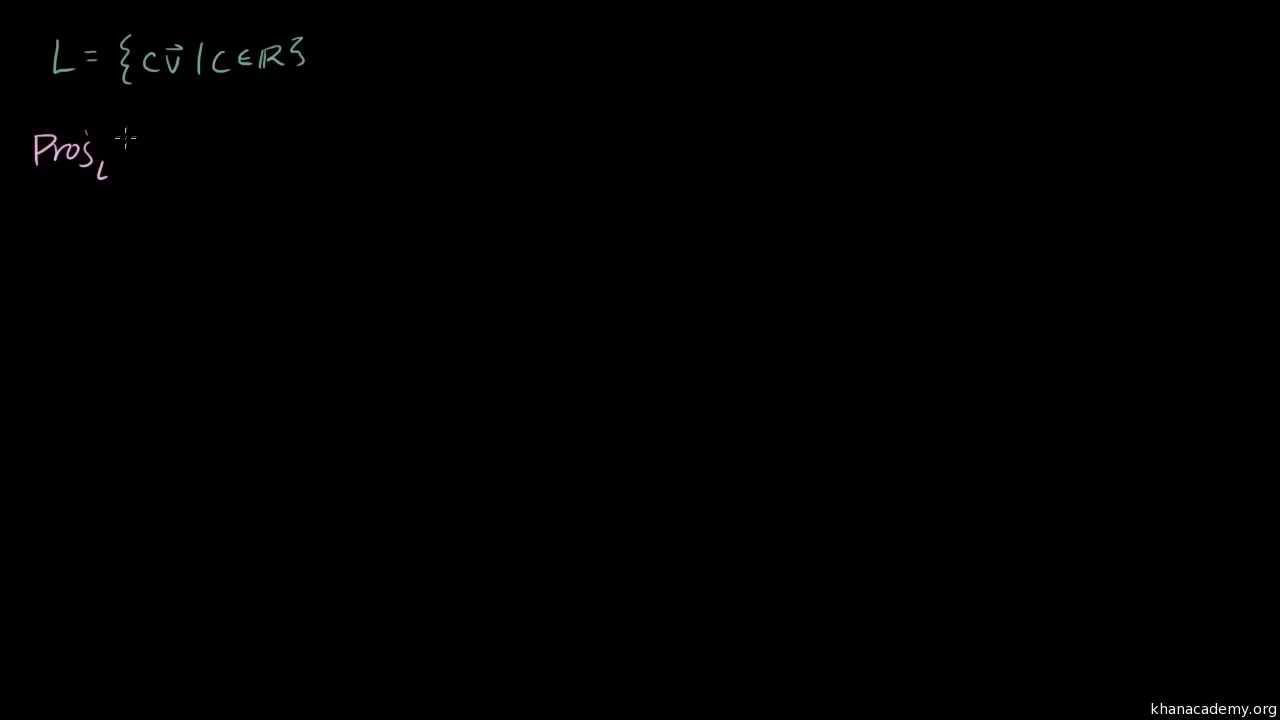 L = {cv⃗ | c ∈ ℝ}
Proj_L
khanacademy.org